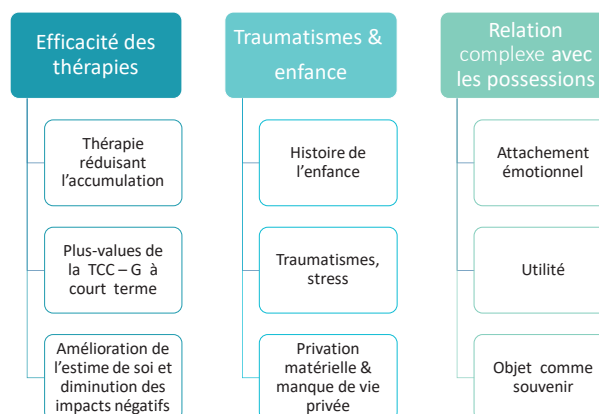 Efficacité des
thérapies
Thérapie
réduisant
l'accumulation
Plus-values de
la TCC – G à
court terme
Amélioration de
l'estime de soi et
diminution des
impacts négatifs
Traumatismes &
enfance
Histoire de
l'enfance
Traumatismes,
stress
Privation
matérielle &
manque de vie
privée
Relation
complexe avec
les possessions
Attachement
émotionnel
Utilité
Objet comme
souvenir